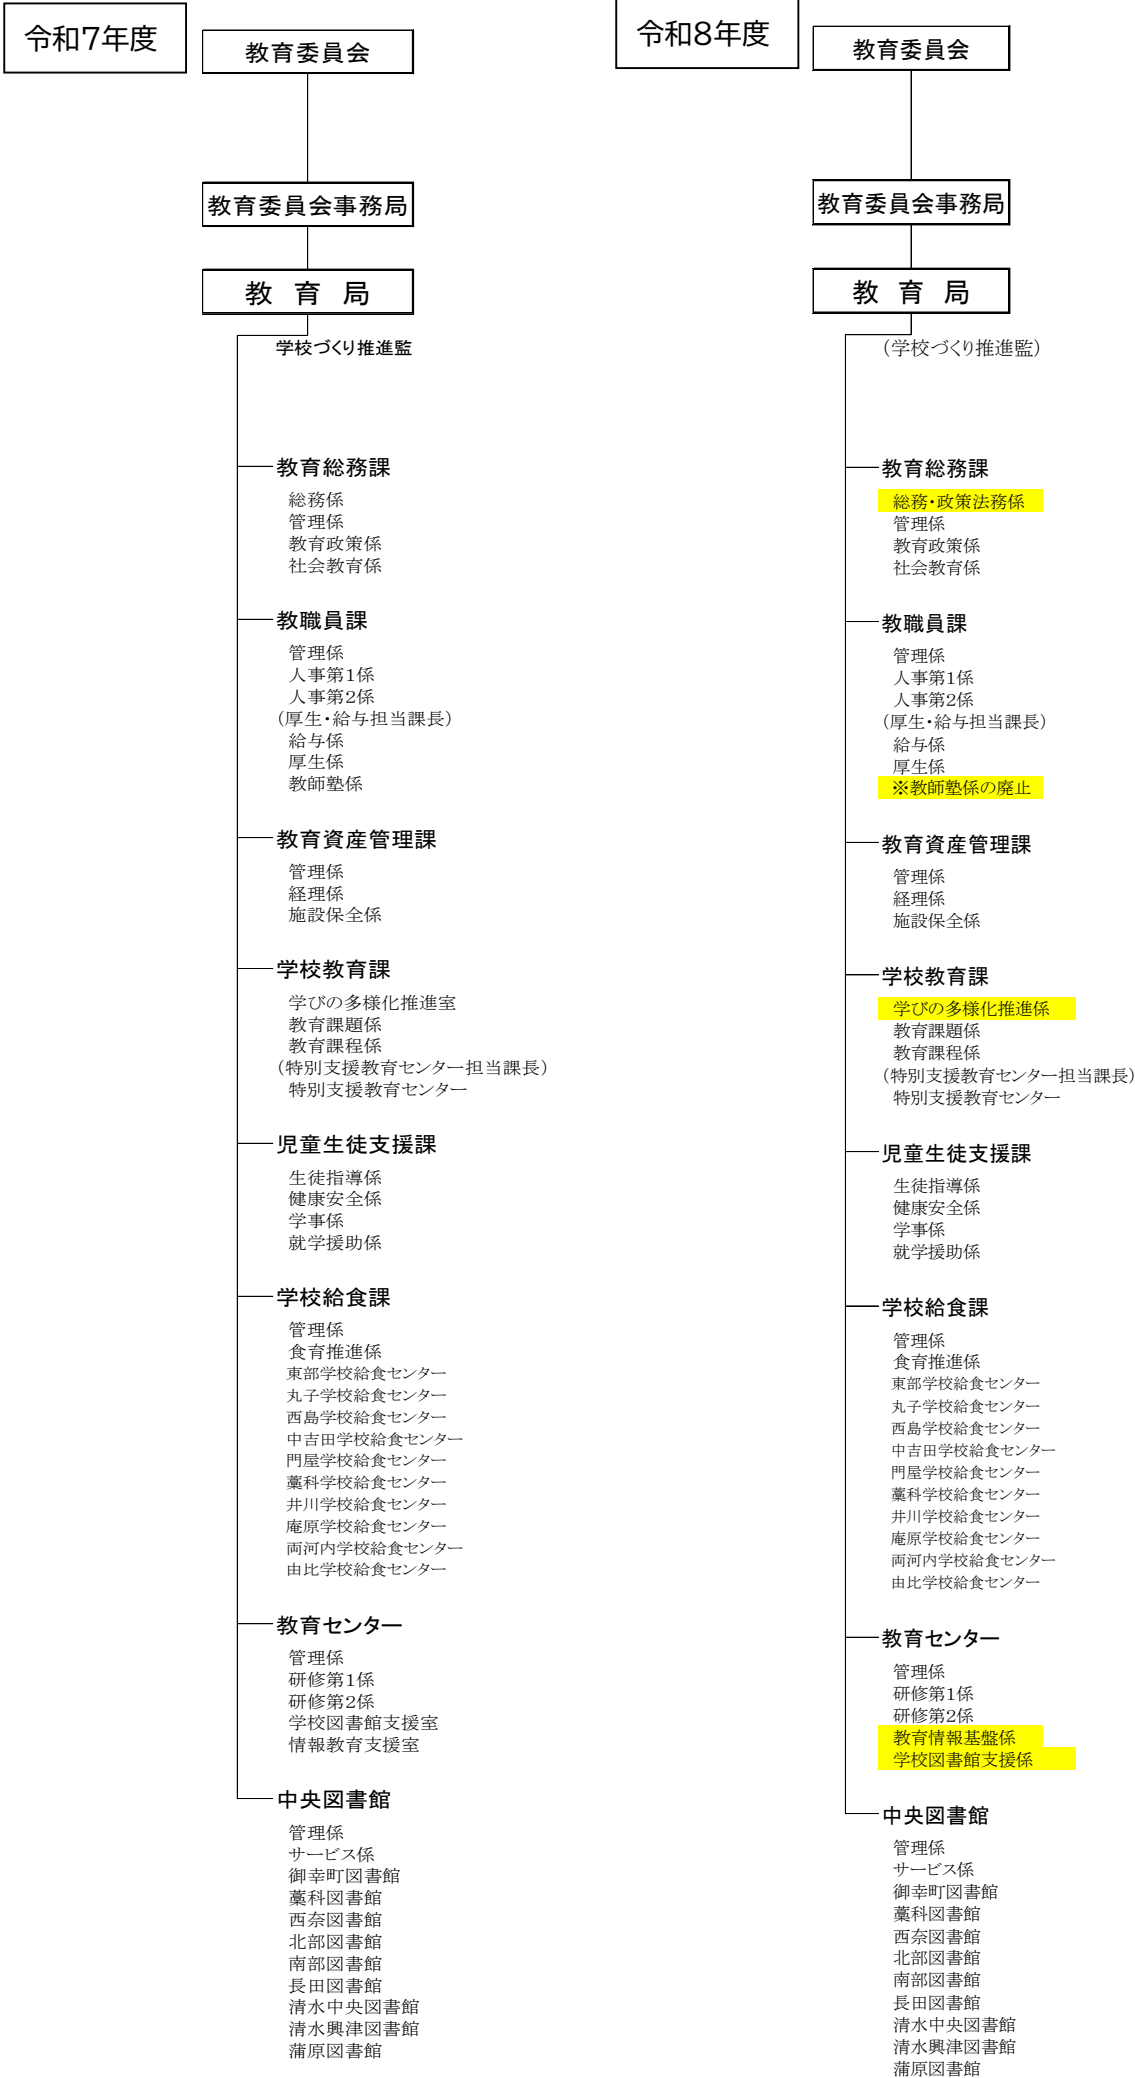 令和7年度
教育委員会
教育委員会事務局
教 育 局
学校づくり推進監
教育総務課
総務係
管理係
教育政策係
社会教育係
教職員課
管理係
人事第1係
人事第2係
(厚生・給与担当課長)
給与係
厚生係
教師塾係
教育資産管理課
管理係
経理係
施設保全係
学校教育課
学びの多様化推進室
教育課題係
教育課程係
(特別支援教育センター担当課長)
特別支援教育センター
児童生徒支援課
生徒指導係
健康安全係
学事係
就学援助係
学校給食課
管理係
食育推進係
東部学校給食センター
丸子学校給食センター
西島学校給食センター
中吉田学校給食センター
門屋学校給食センター
藁科学校給食センター
井川学校給食センター
庵原学校給食センター
両河内学校給食センター
由比学校給食センター
教育センター
管理係
研修第1係
研修第2係
学校図書館支援室
情報教育支援室
中央図書館
管理係
サービス係
御幸町図書館
藁科図書館
西奈図書館
北部図書館
南部図書館
長田図書館
清水中央図書館
清水興津図書館
蒲原図書館
令和8年度
教育委員会
教育委員会事務局
教 育 局
(学校づくり推進監)
教育総務課
総務・政策法務係
管理係
教育政策係
社会教育係
教職員課
管理係
人事第1係
人事第2係
(厚生・給与担当課長)
給与係
厚生係
※教師塾係の廃止
教育資産管理課
管理係
経理係
施設保全係
学校教育課
学びの多様化推進係
教育課題係
教育課程係
(特別支援教育センター担当課長)
特別支援教育センター
児童生徒支援課
生徒指導係
健康安全係
学事係
就学援助係
学校給食課
管理係
食育推進係
東部学校給食センター
丸子学校給食センター
西島学校給食センター
中吉田学校給食センター
門屋学校給食センター
藁科学校給食センター
井川学校給食センター
庵原学校給食センター
両河内学校給食センター
由比学校給食センター
教育センター
管理係
研修第1係
研修第2係
教育情報基盤係
学校図書館支援係
中央図書館
管理係
サービス係
御幸町図書館
藁科図書館
西奈図書館
北部図書館
南部図書館
長田図書館
清水中央図書館
清水興津図書館
蒲原図書館